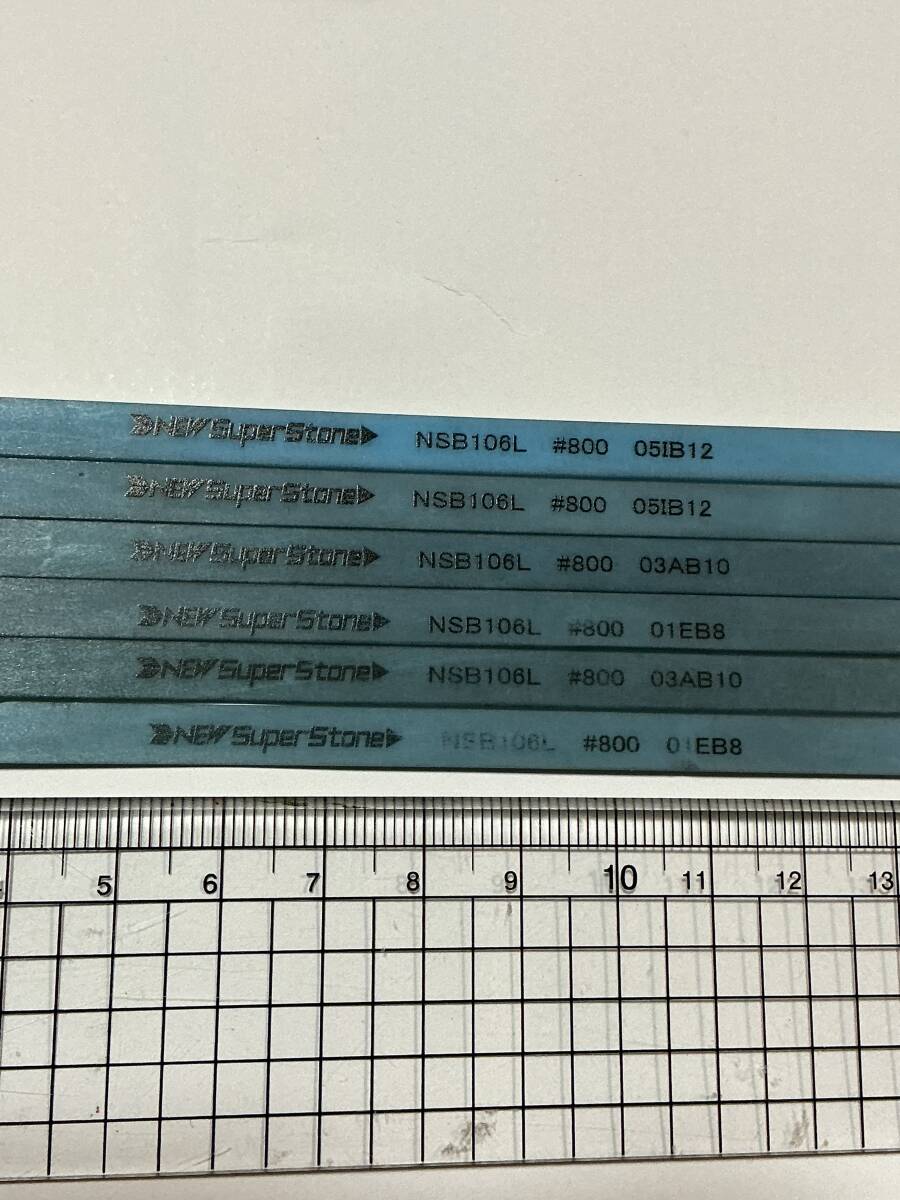 NEW SuperStone NSB106L #800 05IB12
NEW SuperStone NSB106L #800 05IB12
NEW SuperStone NSB106L #800 03AB10
NEW SuperStone NSB106L #800 01EB8
NEW SuperStone NSB106L #800 03AB10
NEW SuperStone NSB106L #800 01EB8
5 6 7 8 9 10 11 12 13